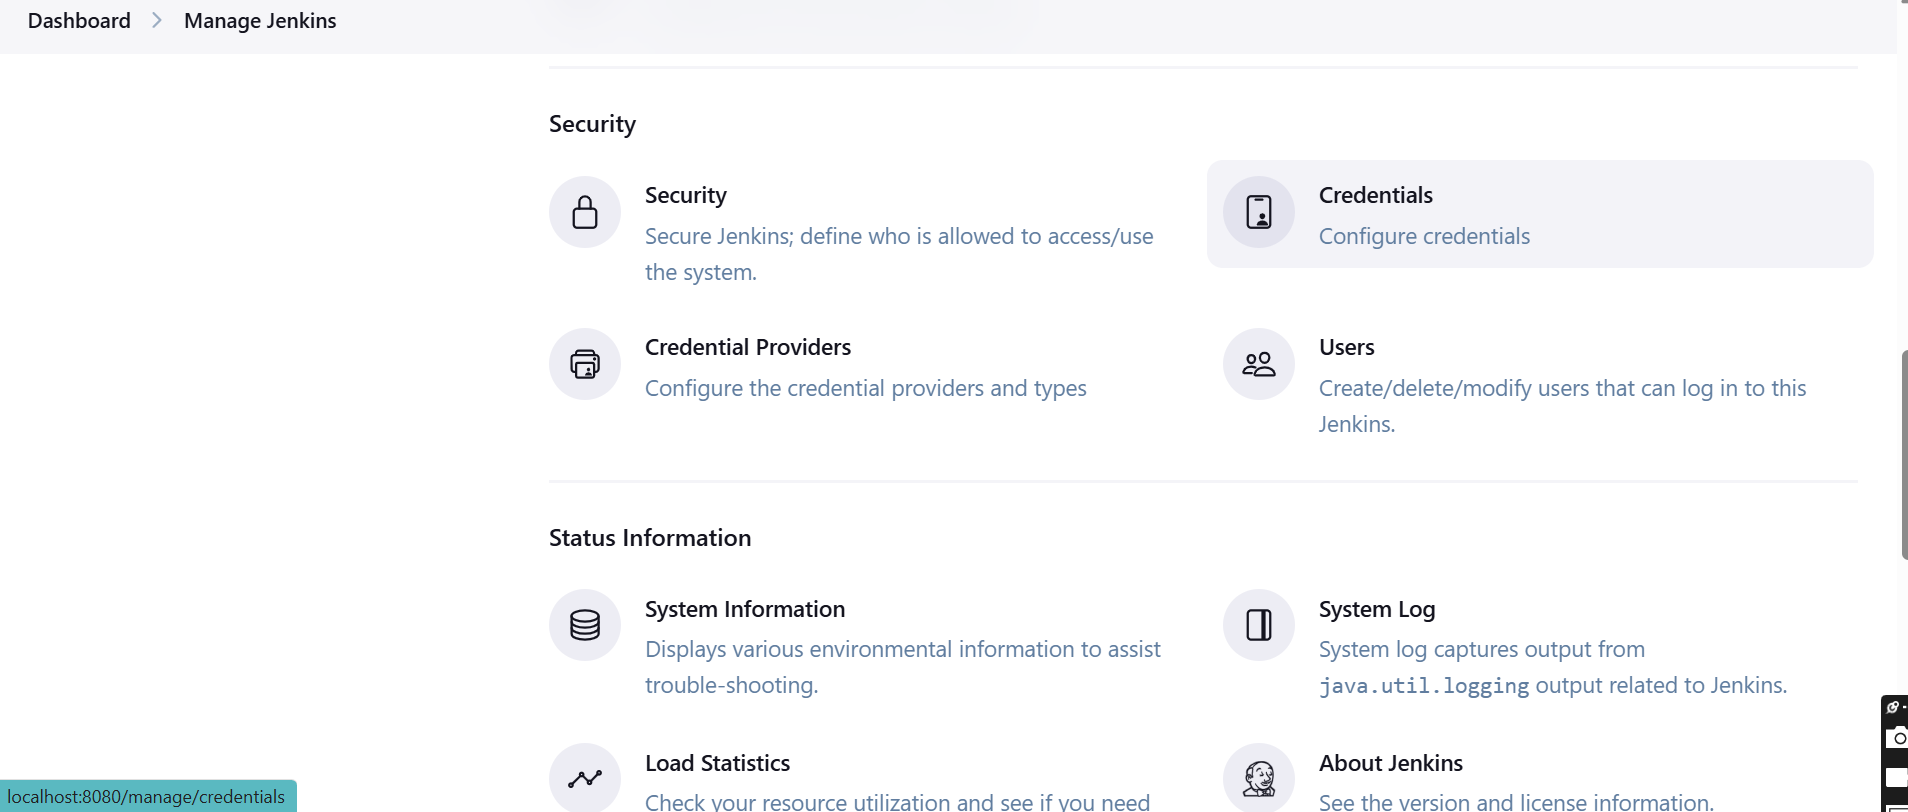 Dashboard > Manage Jenkins
Security
Security
Secure Jenkins; define who is allowed to access/use
the system.
Credentials
Configure credentials
Credential Providers
Configure the credential providers and types
Users
Create/delete/modify users that can log in to this
Jenkins.
Status Information
System Information
Displays various environmental information to assist
trouble-shooting.
System Log
System log captures output from
java.util.logging output related to Jenkins.
Load Statistics
Check your resource utilization and see if you need
About Jenkins
See the version and license information.
localhost:8080/manage/credentials